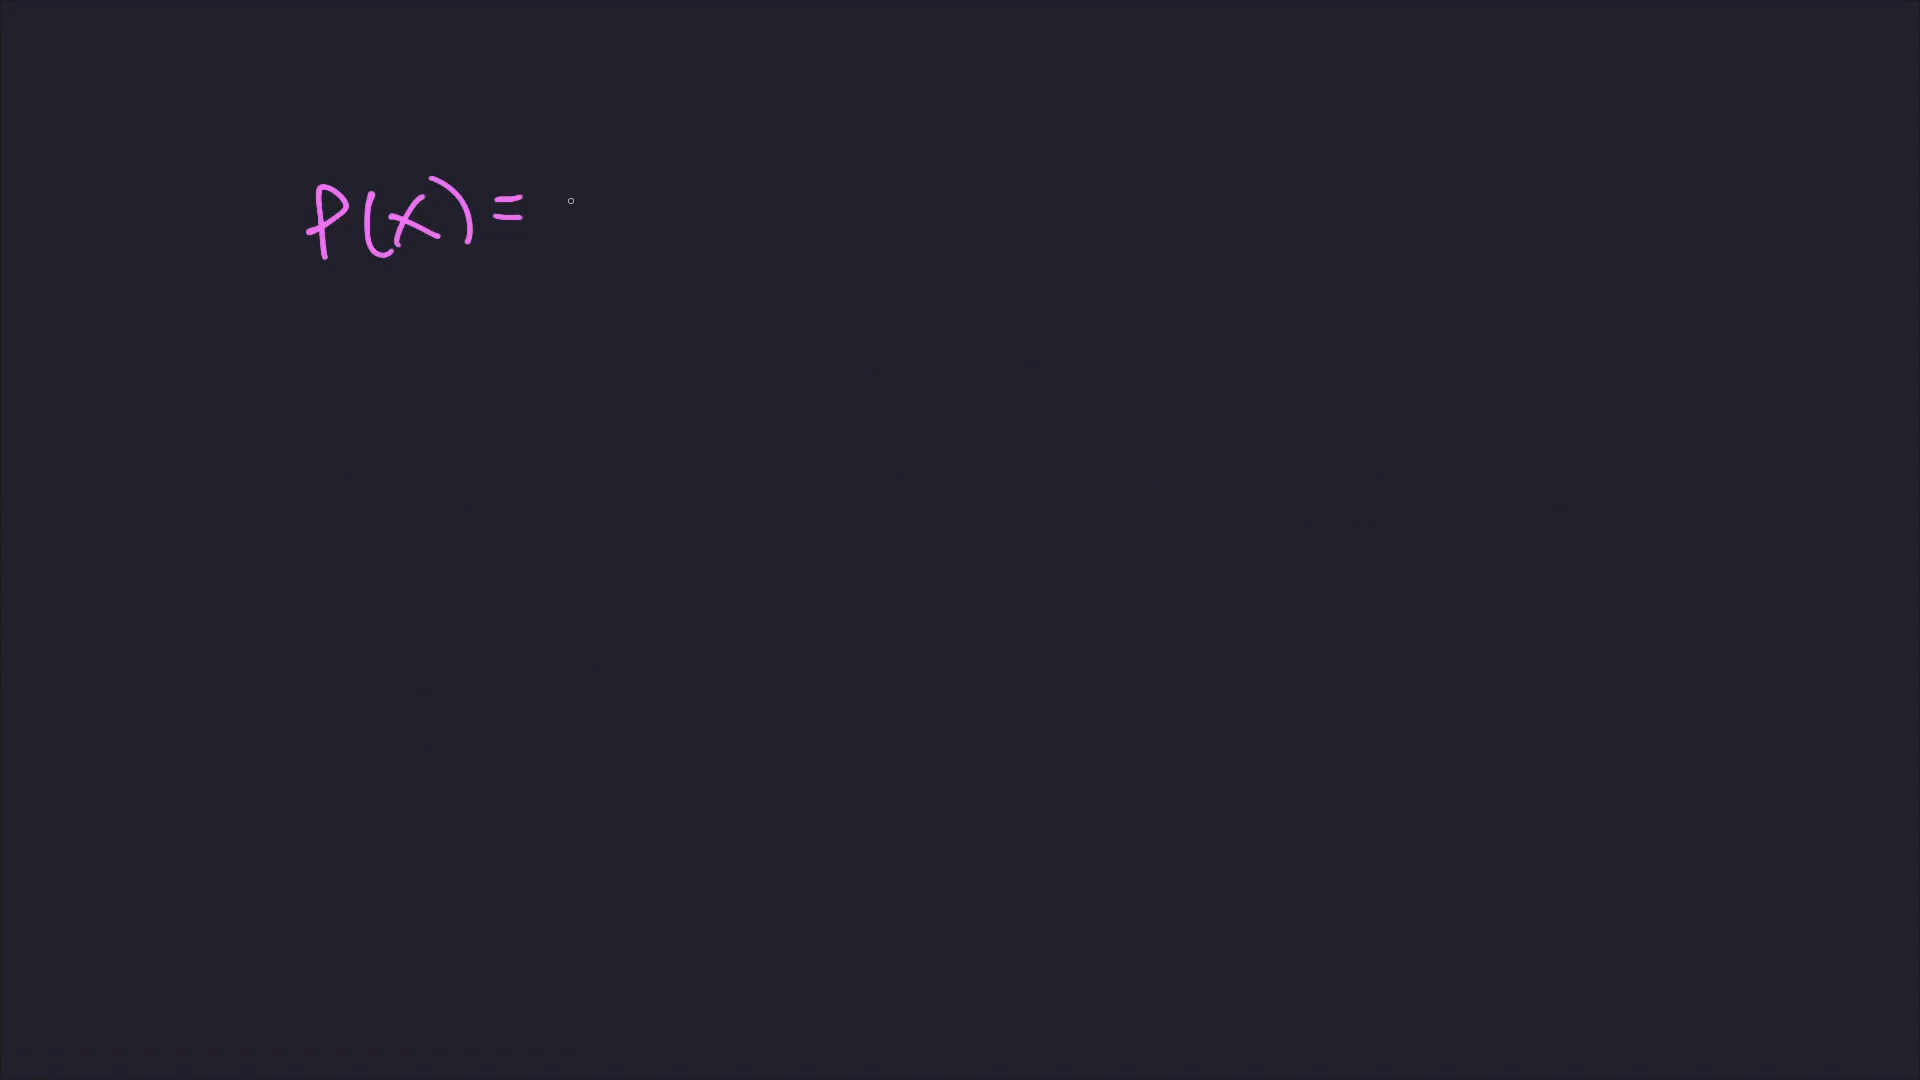 P(x) =